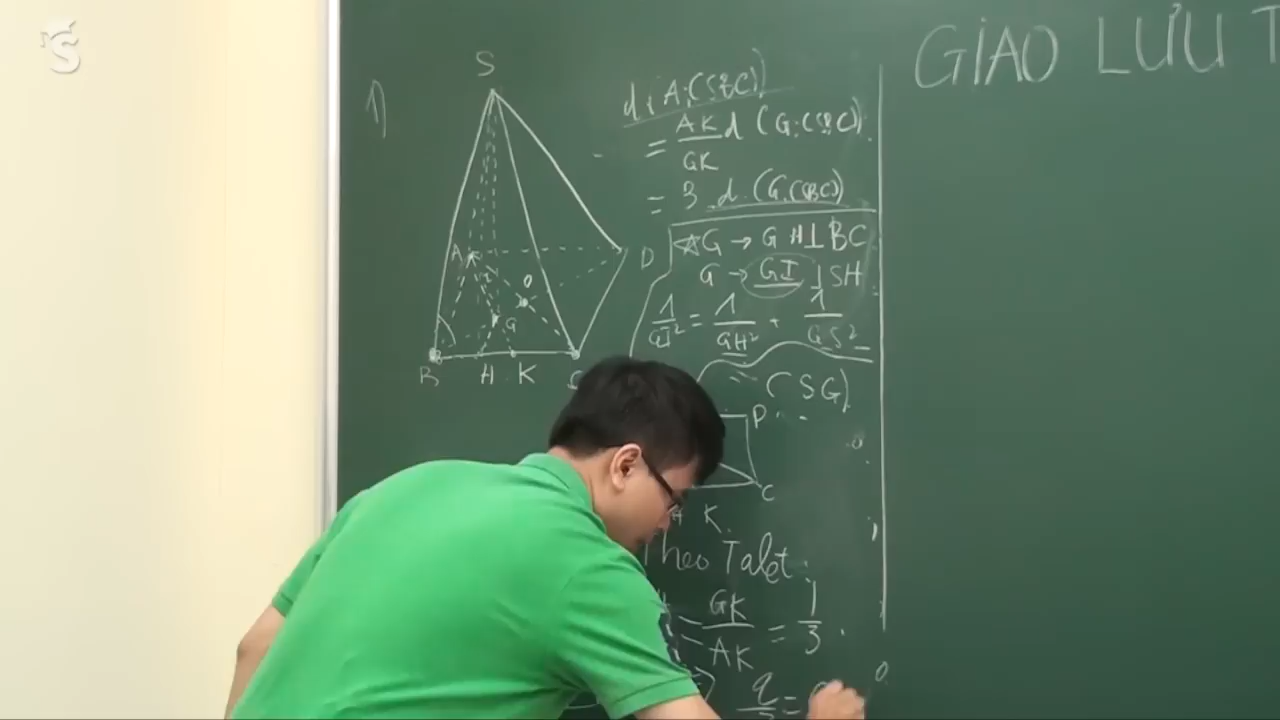 S
GIAO LƯU T
1)
S
d(A;(SBC))
= AK/GK d(G;(SBC))
= 3 d(G;(SBC))
A
D
O
G
B H K C
G → GH ⊥ BC
G → GI ⊥ SH
1/GI² = 1/GH² + 1/GS²
(SG)
D
C
H K
Theo Talet:
= GK/AK = 1/3